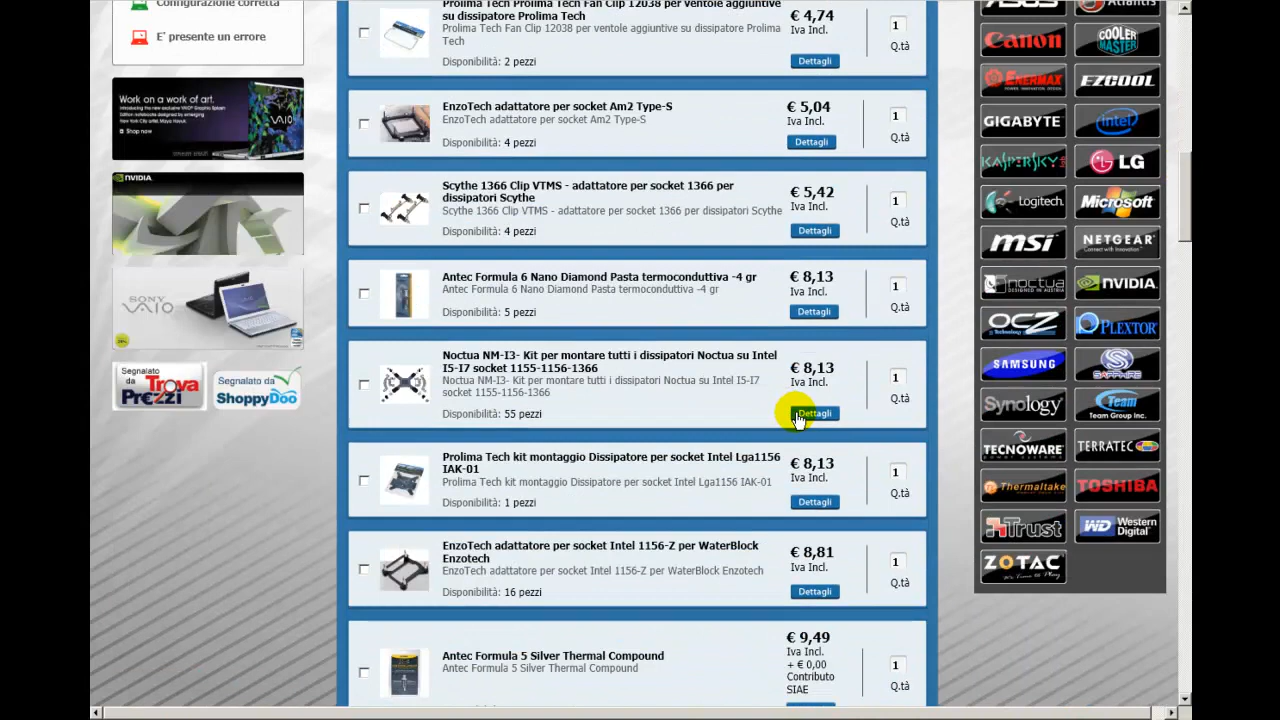 Configurazione corretta
E' presente un errore
Work on a work of art.
VAIO
Shop now
NVIDIA
SONY
VAIO
Segnalato
da
Trova
Prezzi
Segnalato da
ShoppyDoo
Prolima Tech Prolima Tech Fan Clip 12038 per ventole aggiuntive
su dissipatore Prolima Tech
Prolima Tech Fan Clip 12038 per ventole aggiuntive su dissipatore Prolima
Tech
Disponibilità: 2 pezzi
€ 4,74
Iva Incl.
Dettagli
1
Q.tà
EnzoTech adattatore per socket Am2 Type-S
EnzoTech adattatore per socket Am2 Type-S
Disponibilità: 4 pezzi
€ 5,04
Iva Incl.
Dettagli
1
Q.tà
Scythe 1366 Clip VTMS - adattatore per socket 1366 per
dissipatori Scythe
Scythe 1366 Clip VTMS - adattatore per socket 1366 per dissipatori Scythe
Disponibilità: 4 pezzi
€ 5,42
Iva Incl.
Dettagli
1
Q.tà
Antec Formula 6 Nano Diamond Pasta termoconduttiva -4 gr
Antec Formula 6 Nano Diamond Pasta termoconduttiva -4 gr
Disponibilità: 5 pezzi
€ 8,13
Iva Incl.
Dettagli
1
Q.tà
Noctua NM-I3- Kit per montare tutti i dissipatori Noctua su Intel
I5-I7 socket 1155-1156-1366
Noctua NM-I3- Kit per montare tutti i dissipatori Noctua su Intel I5-I7
socket 1155-1156-1366
Disponibilità: 55 pezzi
€ 8,13
Iva Incl.
Dettagli
1
Q.tà
Prolima Tech kit montaggio Dissipatore per socket Intel Lga1156
IAK-01
Prolima Tech kit montaggio Dissipatore per socket Intel Lga1156 IAK-01
Disponibilità: 1 pezzi
€ 8,13
Iva Incl.
Dettagli
1
Q.tà
EnzoTech adattatore per socket Intel 1156-Z per WaterBlock
Enzotech
EnzoTech adattatore per socket Intel 1156-Z per WaterBlock Enzotech
Disponibilità: 16 pezzi
€ 8,81
Iva Incl.
Dettagli
1
Q.tà
Antec Formula 5 Silver Thermal Compound
Antec Formula 5 Silver Thermal Compound
€ 9,49
Iva Incl.
+ € 0,00
Contributo
SIAE
1
Q.tà
ASUS
Atlantis
Canon
COOLER MASTER
ENERMAX
EZCOOL
GIGABYTE
intel
KASPERSKY
LG
Logitech
Microsoft
msi
NETGEAR
noctua
NVIDIA
OCZ
Technology
PLEXTOR
SAMSUNG
SAPPHIRE
Synology
Team
Team Group Inc.
TECNOWARE
power systems
TERRATEC
Thermaltake
TOSHIBA
Trust
WD Western
Digital
ZOTAC
It's Time to Play